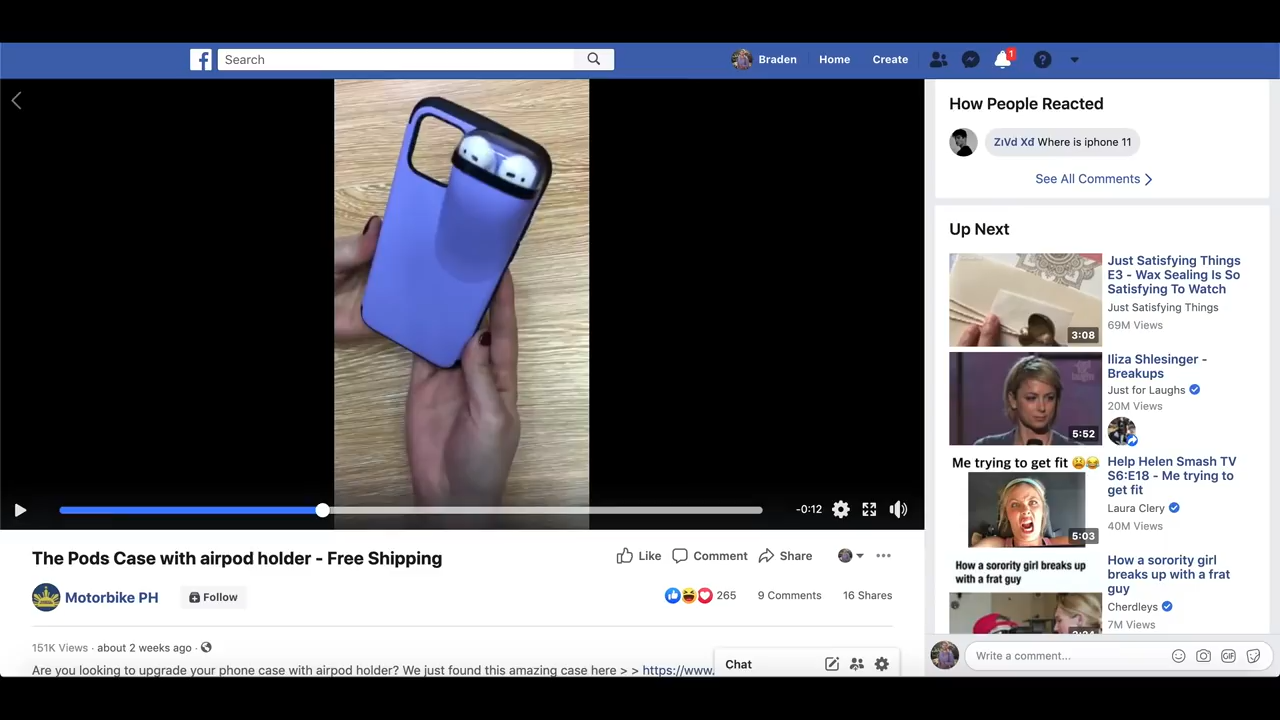 Search
Braden
Home
Create
1
How People Reacted
ZıVd Xđ Where is iphone 11
See All Comments
Up Next
Just Satisfying Things
E3 - Wax Sealing Is So
Satisfying To Watch
Just Satisfying Things
69M Views
3:08
Iliza Shlesinger -
Breakups
Just for Laughs
20M Views
5:52
Me trying to get fit
Help Helen Smash TV
S6:E18 - Me trying to
get fit
Laura Clery
40M Views
5:03
How a sorority girl breaks up
with a frat guy
How a sorority girl
breaks up with a frat
guy
Cherdleys
7M Views
-0:12
The Pods Case with airpod holder - Free Shipping
Like
Comment
Share
Motorbike PH
Follow
265
9 Comments
16 Shares
151K Views · about 2 weeks ago ·
Are you looking to upgrade your phone case with airpod holder? We just found this amazing case here > > https://www.
Chat
Write a comment...
GIF